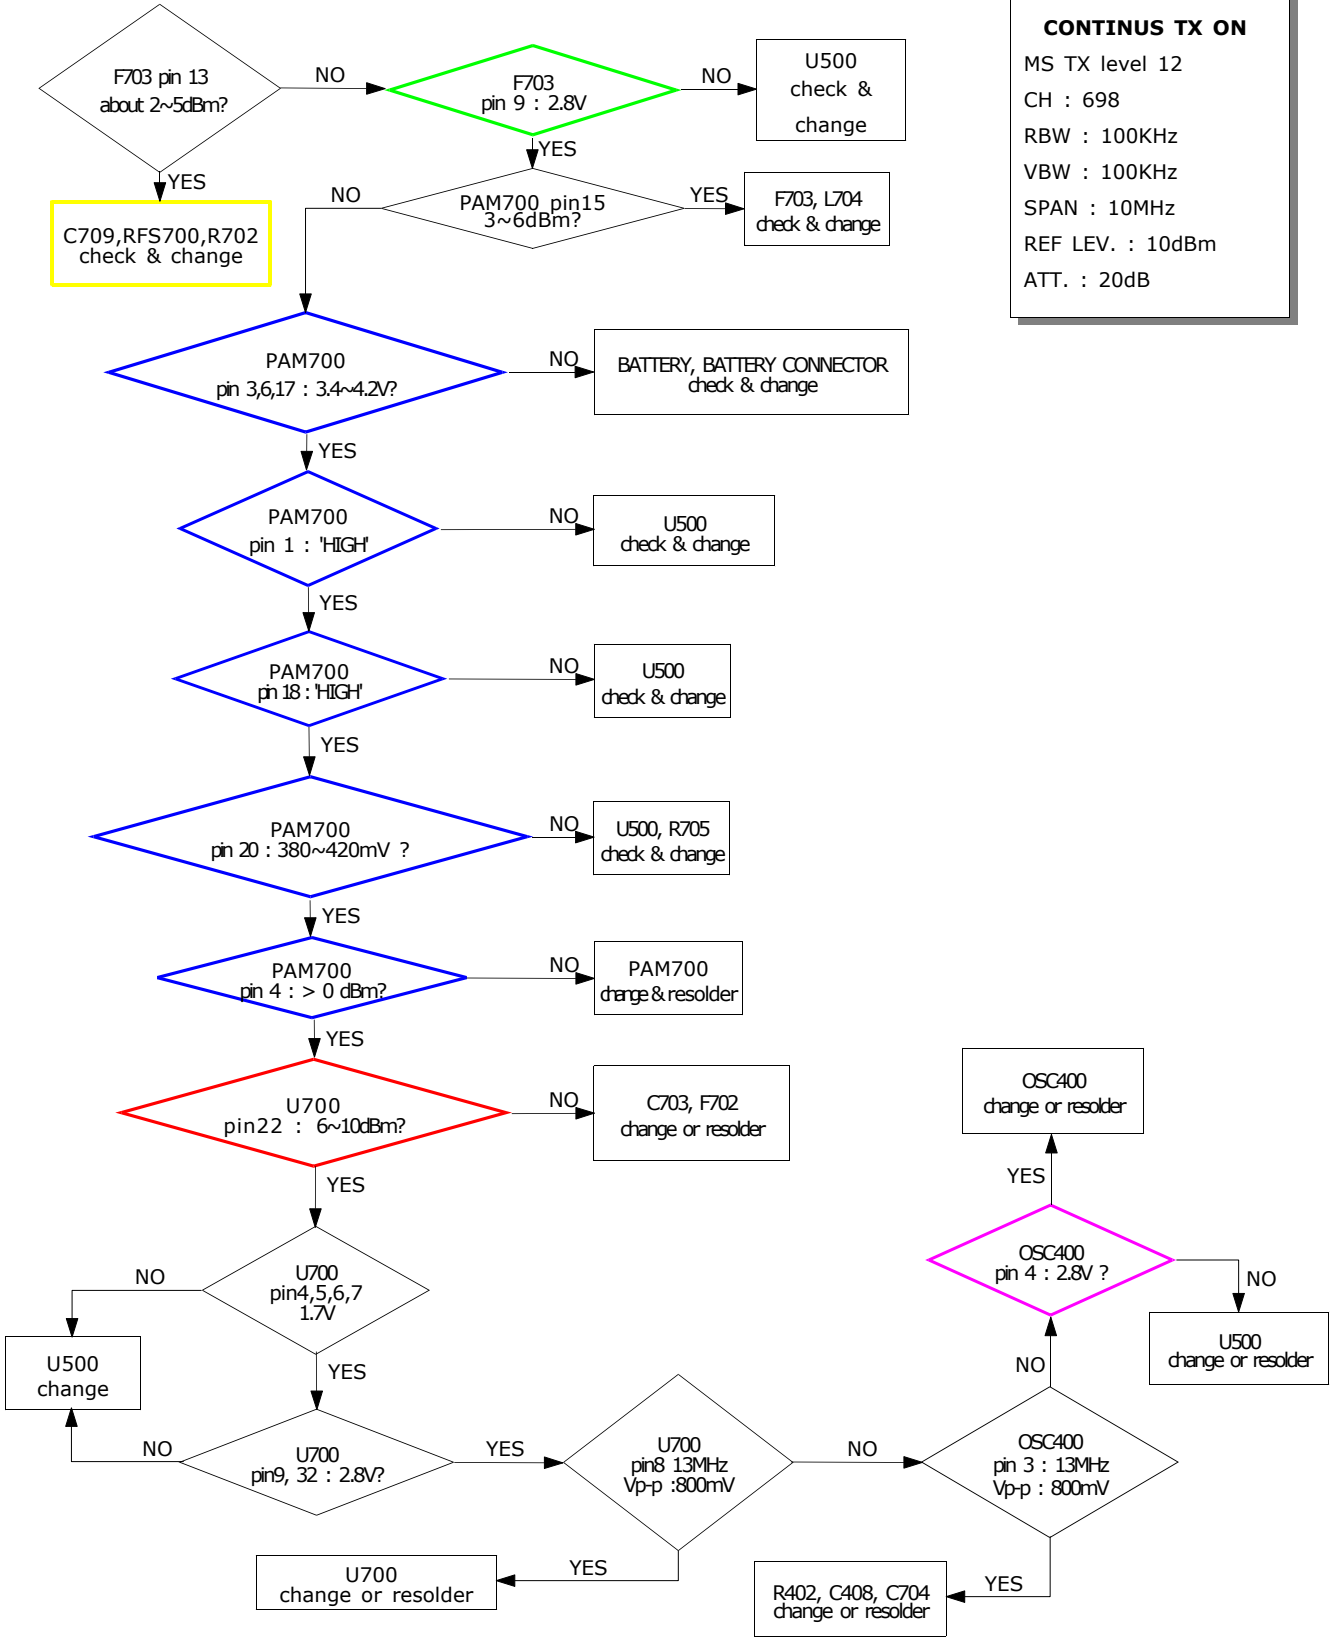 CONTINUS TX ON
MS TX level 12
CH : 698
RBW : 100KHz
VBW : 100KHz
SPAN : 10MHz
REF LEV. : 10dBm
ATT. : 20dB
F703 pin 13
about 2~5dBm?
NO
F703
pin 9 : 2.8V
NO
U500
check &
change
YES
YES
C709,RFS700,R702
check & change
NO
PAM700 pin15
3~6dBm?
YES
F703, L704
check & change
PAM700
pin 3,6,17 : 3.4~4.2V?
NO
BATTERY, BATTERY CONNECTOR
check & change
YES
PAM700
pin 1 : 'HIGH'
NO
U500
check & change
YES
PAM700
pin 18 : 'HIGH'
NO
U500
check & change
YES
PAM700
pin 20 : 380~420mV ?
NO
U500, R705
check & change
YES
PAM700
pin 4 : > 0 dBm?
NO
PAM700
change & resolder
YES
U700
pin22 : 6~10dBm?
NO
C703, F702
change or resolder
YES
U700
pin4,5,6,7
1.7V
NO
U500
change
YES
U700
pin9, 32 : 2.8V?
NO
YES
U700
pin8 13MHz
Vp-p :800mV
NO
OSC400
pin 3 : 13MHz
Vp-p : 800mV
YES
U700
change or resolder
YES
R402, C408, C704
change or resolder
NO
OSC400
pin 4 : 2.8V ?
YES
OSC400
change or resolder
NO
U500
change or resolder